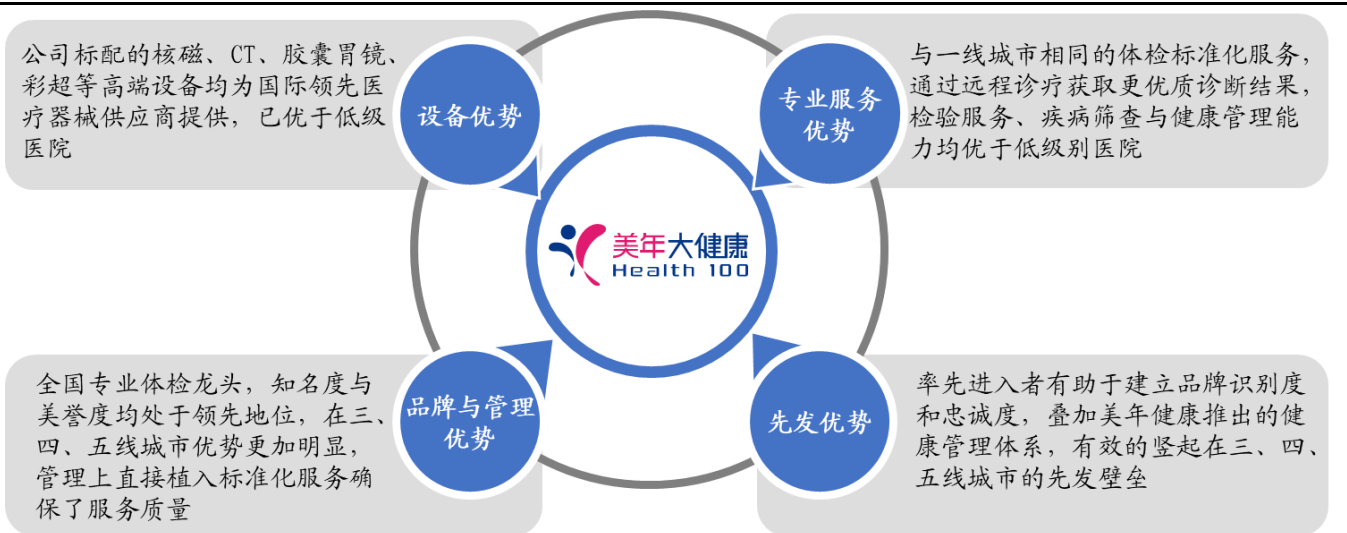 公司标配的核磁、CT、胶囊胃镜、
彩超等高端设备均为国际领先医
疗器械供应商提供，已优于低级
医院
设备优势
专业服务
优势
与一线城市相同的体检标准化服务，
通过远程诊疗获取更优质诊断结果，
检验服务、疾病筛查与健康管理能
力均优于低级别医院
美年大健康
Health 100
全国专业体检龙头，知名度与
美誉度均处于领先地位，在三、
四、五线城市优势更加明显，
管理上直接植入标准化服务确
保了服务质量
品牌与管理
优势
先发优势
率先进入者有助于建立品牌识别度
和忠诚度，叠加美年健康推出的健
康管理体系，有效的竖起在三、四、
五线城市的先发壁垒